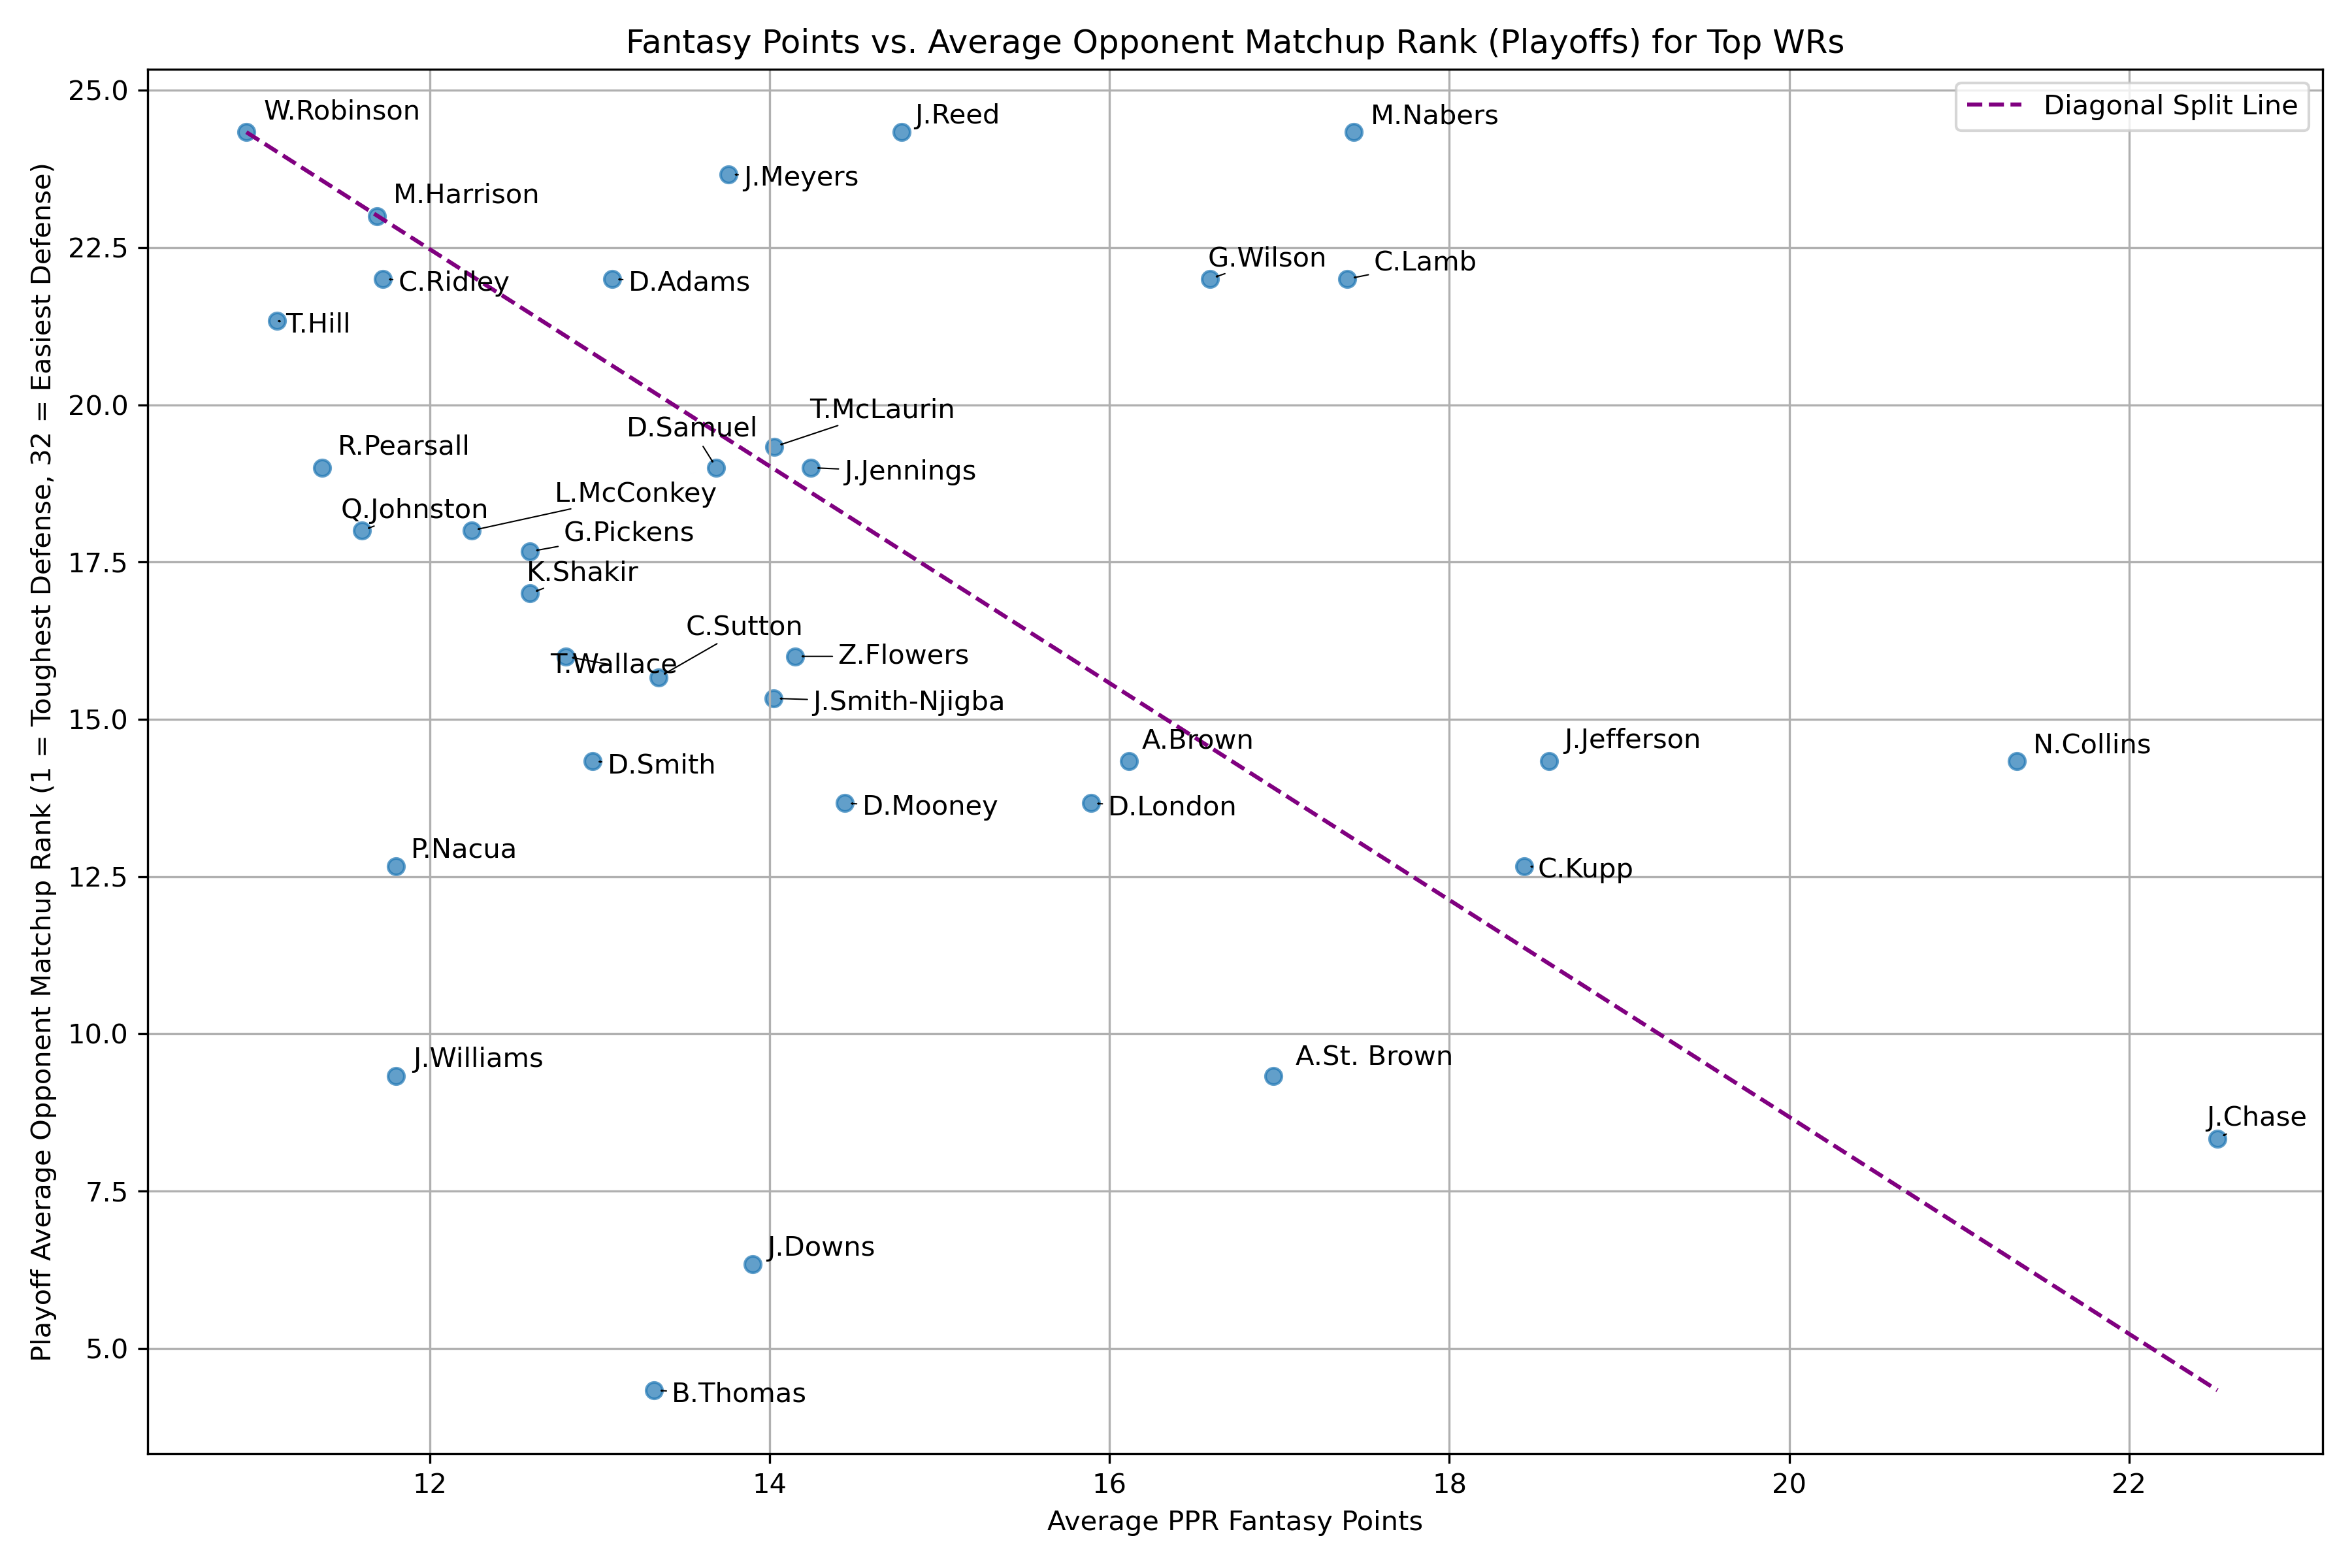 Fantasy Points vs. Average Opponent Matchup Rank (Playoffs) for Top WRs
Diagonal Split Line
Playoff Average Opponent Matchup Rank (1 = Toughest Defense, 32 = Easiest Defense)
25.0
22.5
20.0
17.5
15.0
12.5
10.0
7.5
5.0
W.Robinson
J.Reed
M.Nabers
J.Meyers
M.Harrison
G.Wilson
C.Lamb
C.Ridley
D.Adams
T.Hill
T.McLaurin
D.Samuel
R.Pearsall
J.Jennings
L.McConkey
Q.Johnston
G.Pickens
K.Shakir
C.Sutton
Z.Flowers
T.Wallace
J.Smith-Njigba
A.Brown
J.Jefferson
N.Collins
D.Smith
D.Mooney
D.London
P.Nacua
C.Kupp
J.Williams
A.St. Brown
J.Chase
J.Downs
B.Thomas
12
14
16
18
20
22
Average PPR Fantasy Points